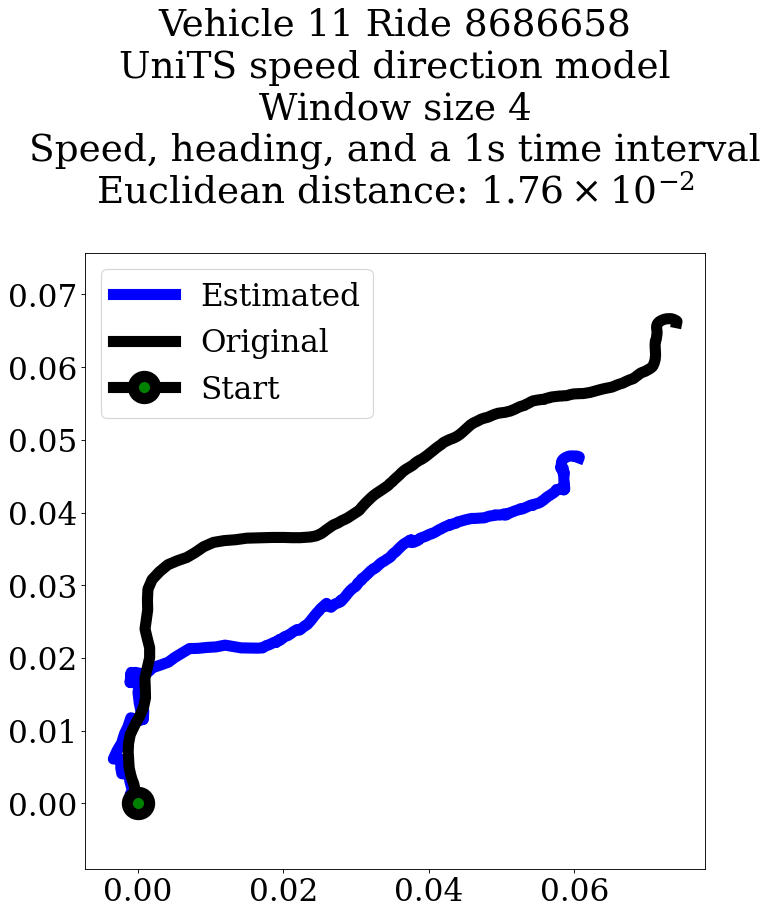 Vehicle 11 Ride 8686658
UniTS speed direction model
Window size 4
Speed, heading, and a 1s time interval
Euclidean distance: 1.76 × 10⁻²
Estimated
Original
Start
0.07
0.06
0.05
0.04
0.03
0.02
0.01
0.00
0.00 0.02 0.04 0.06